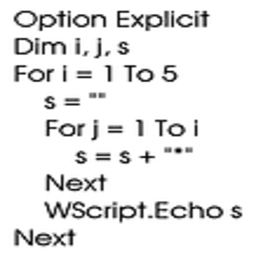 Option Explicit
Dim i, j, s
For i = 1 To 5
    s = ""
    For j = 1 To i
        s = s + "*"
    Next
    WScript.Echo s
Next